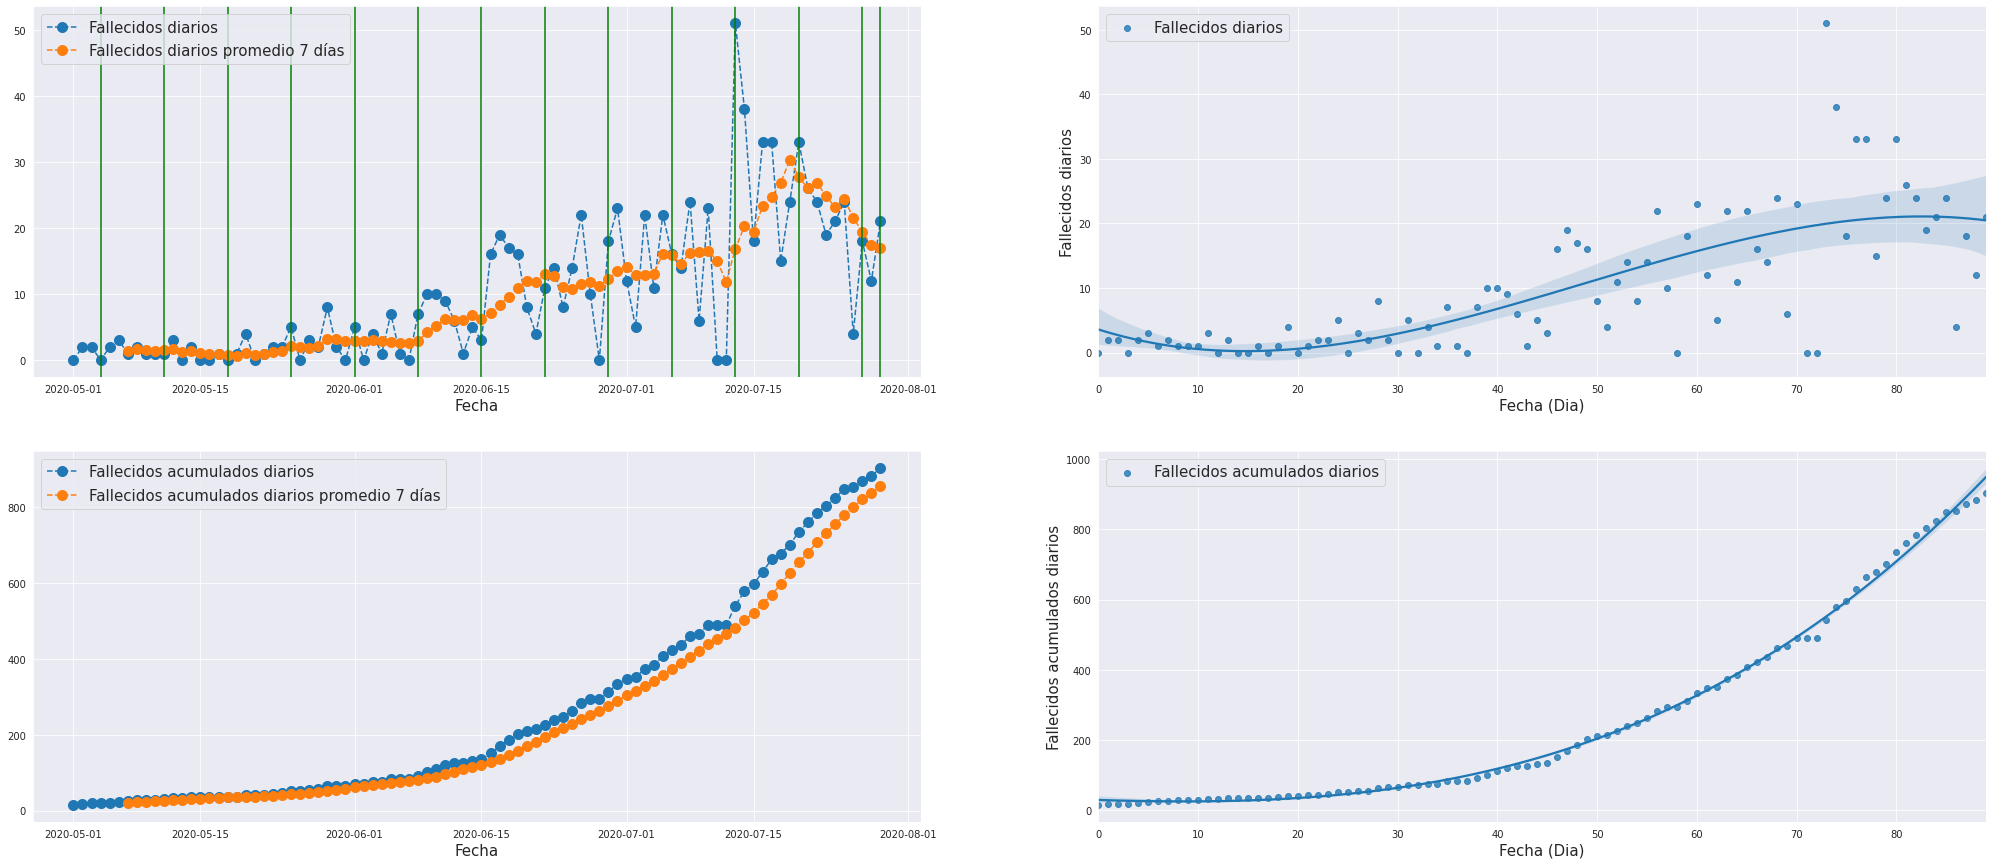 Fallecidos diarios
Fallecidos diarios promedio 7 días
50
40
30
20
10
0
2020-05-01 2020-05-15 2020-06-01 2020-06-15 2020-07-01 2020-07-15 2020-08-01
Fecha
Fallecidos diarios
Fallecidos diarios
50
40
30
20
10
0
0 10 20 30 40 50 60 70 80
Fecha (Dia)
Fallecidos acumulados diarios
Fallecidos acumulados diarios promedio 7 días
800
600
400
200
0
2020-05-01 2020-05-15 2020-06-01 2020-06-15 2020-07-01 2020-07-15 2020-08-01
Fecha
Fallecidos acumulados diarios
Fallecidos acumulados diarios
1000
800
600
400
200
0
0 10 20 30 40 50 60 70 80
Fecha (Dia)